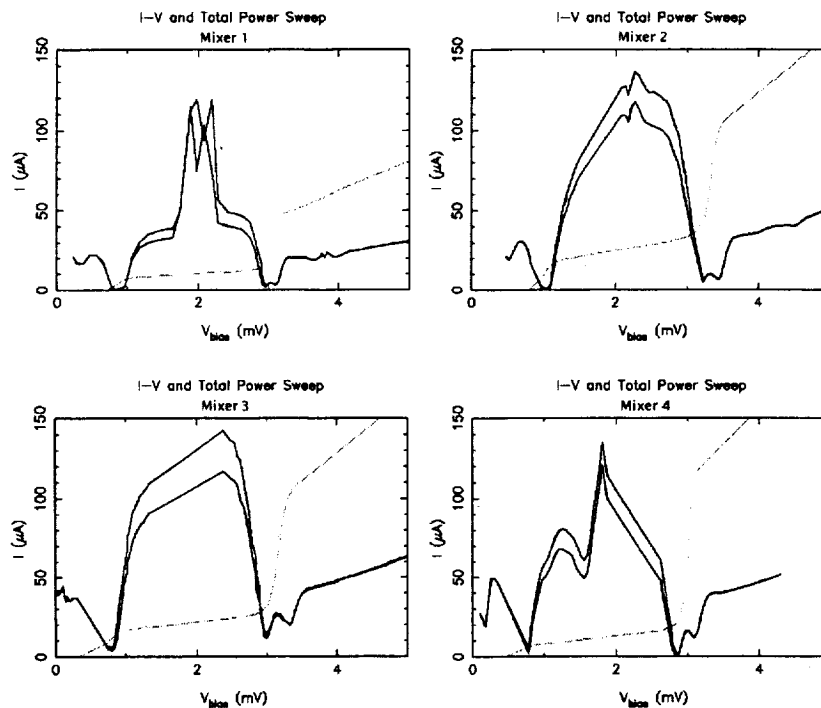 I-V and Total Power Sweep
Mixer 1
150
100
50
0
I (μA)
0
2
4
V_bias (mV)
I-V and Total Power Sweep
Mixer 2
150
100
50
0
I (μA)
0
2
4
V_bias (mV)
I-V and Total Power Sweep
Mixer 3
150
100
50
0
I (μA)
0
2
4
V_bias (mV)
I-V and Total Power Sweep
Mixer 4
150
100
50
0
I (μA)
0
2
4
V_bias (mV)